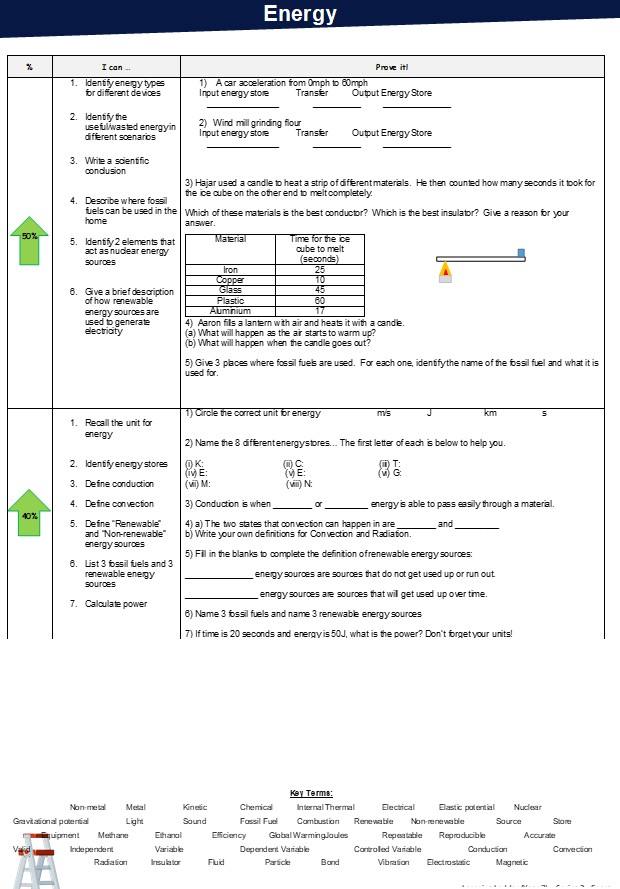 Energy
% I can ... Prove it!
50%
1. Identify energy types
for different devices
2. Identify the
useful/wasted energy in
different scenarios
3. Write a scientific
conclusion
4. Describe where fossil
fuels can be used in the
home
5. Identify 2 elements that
act as nuclear energy
sources
6. Give a brief description
of how renewable
energy sources are
used to generate
electricity
1) A car acceleration from 0mph to 60mph
Input energy store Transfer Output Energy Store
_______________ __________ ______________
2) Wind mill grinding flour
Input energy store Transfer Output Energy Store
_______________ __________ ______________
3) Hajar used a candle to heat a strip of different materials. He then counted how many seconds it took for
the ice cube on the other end to melt completely.
Which of these materials is the best conductor? Which is the best insulator? Give a reason for your
answer.
Material Time for the ice
cube to melt
(seconds)
Iron 25
Copper 10
Glass 45
Plastic 60
Aluminium 17
4) Aaron fills a lantern with air and heats it with a candle.
(a) What will happen as the air starts to warm up?
(b) What will happen when the candle goes out?
5) Give 3 places where fossil fuels are used. For each one, identify the name of the fossil fuel and what it is
used for.
40%
1. Recall the unit for
energy
2. Identify energy stores
3. Define conduction
4. Define convection
5. Define "Renewable"
and "Non-renewable"
energy sources
6. List 3 fossil fuels and 3
renewable energy
sources
7. Calculate power
1) Circle the correct unit for energy m/s J km s
2) Name the 8 different energy stores... The first letter of each is below to help you.
(i) K: (ii) C: (iii) T:
(iv) E: (v) E: (vi) G:
(vii) M: (viii) N:
3) Conduction is when ________ or _________ energy is able to pass easily through a material.
4) a) The two states that convection can happen in are ________ and _________
b) Write your own definitions for Convection and Radiation.
5) Fill in the blanks to complete the definition of renewable energy sources:
______________ energy sources are sources that do not get used up or run out.
_______________ energy sources are sources that will get used up over time.
6) Name 3 fossil fuels and name 3 renewable energy sources
7) If time is 20 seconds and energy is 50J, what is the power? Don't forget your units!
Key Terms:
Non-metal Metal Kinetic Chemical Internal Thermal Electrical Elastic potential Nuclear
Gravitational potential Light Sound Fossil Fuel Combustion Renewable Non-renewable Source Store
Equipment Methane Ethanol Efficiency Global Warming Joules Repeatable Reproducible Accurate
Valid Independent Variable Dependent Variable Controlled Variable Conduction Convection
Radiation Insulator Fluid Particle Bond Vibration Electrostatic Magnetic